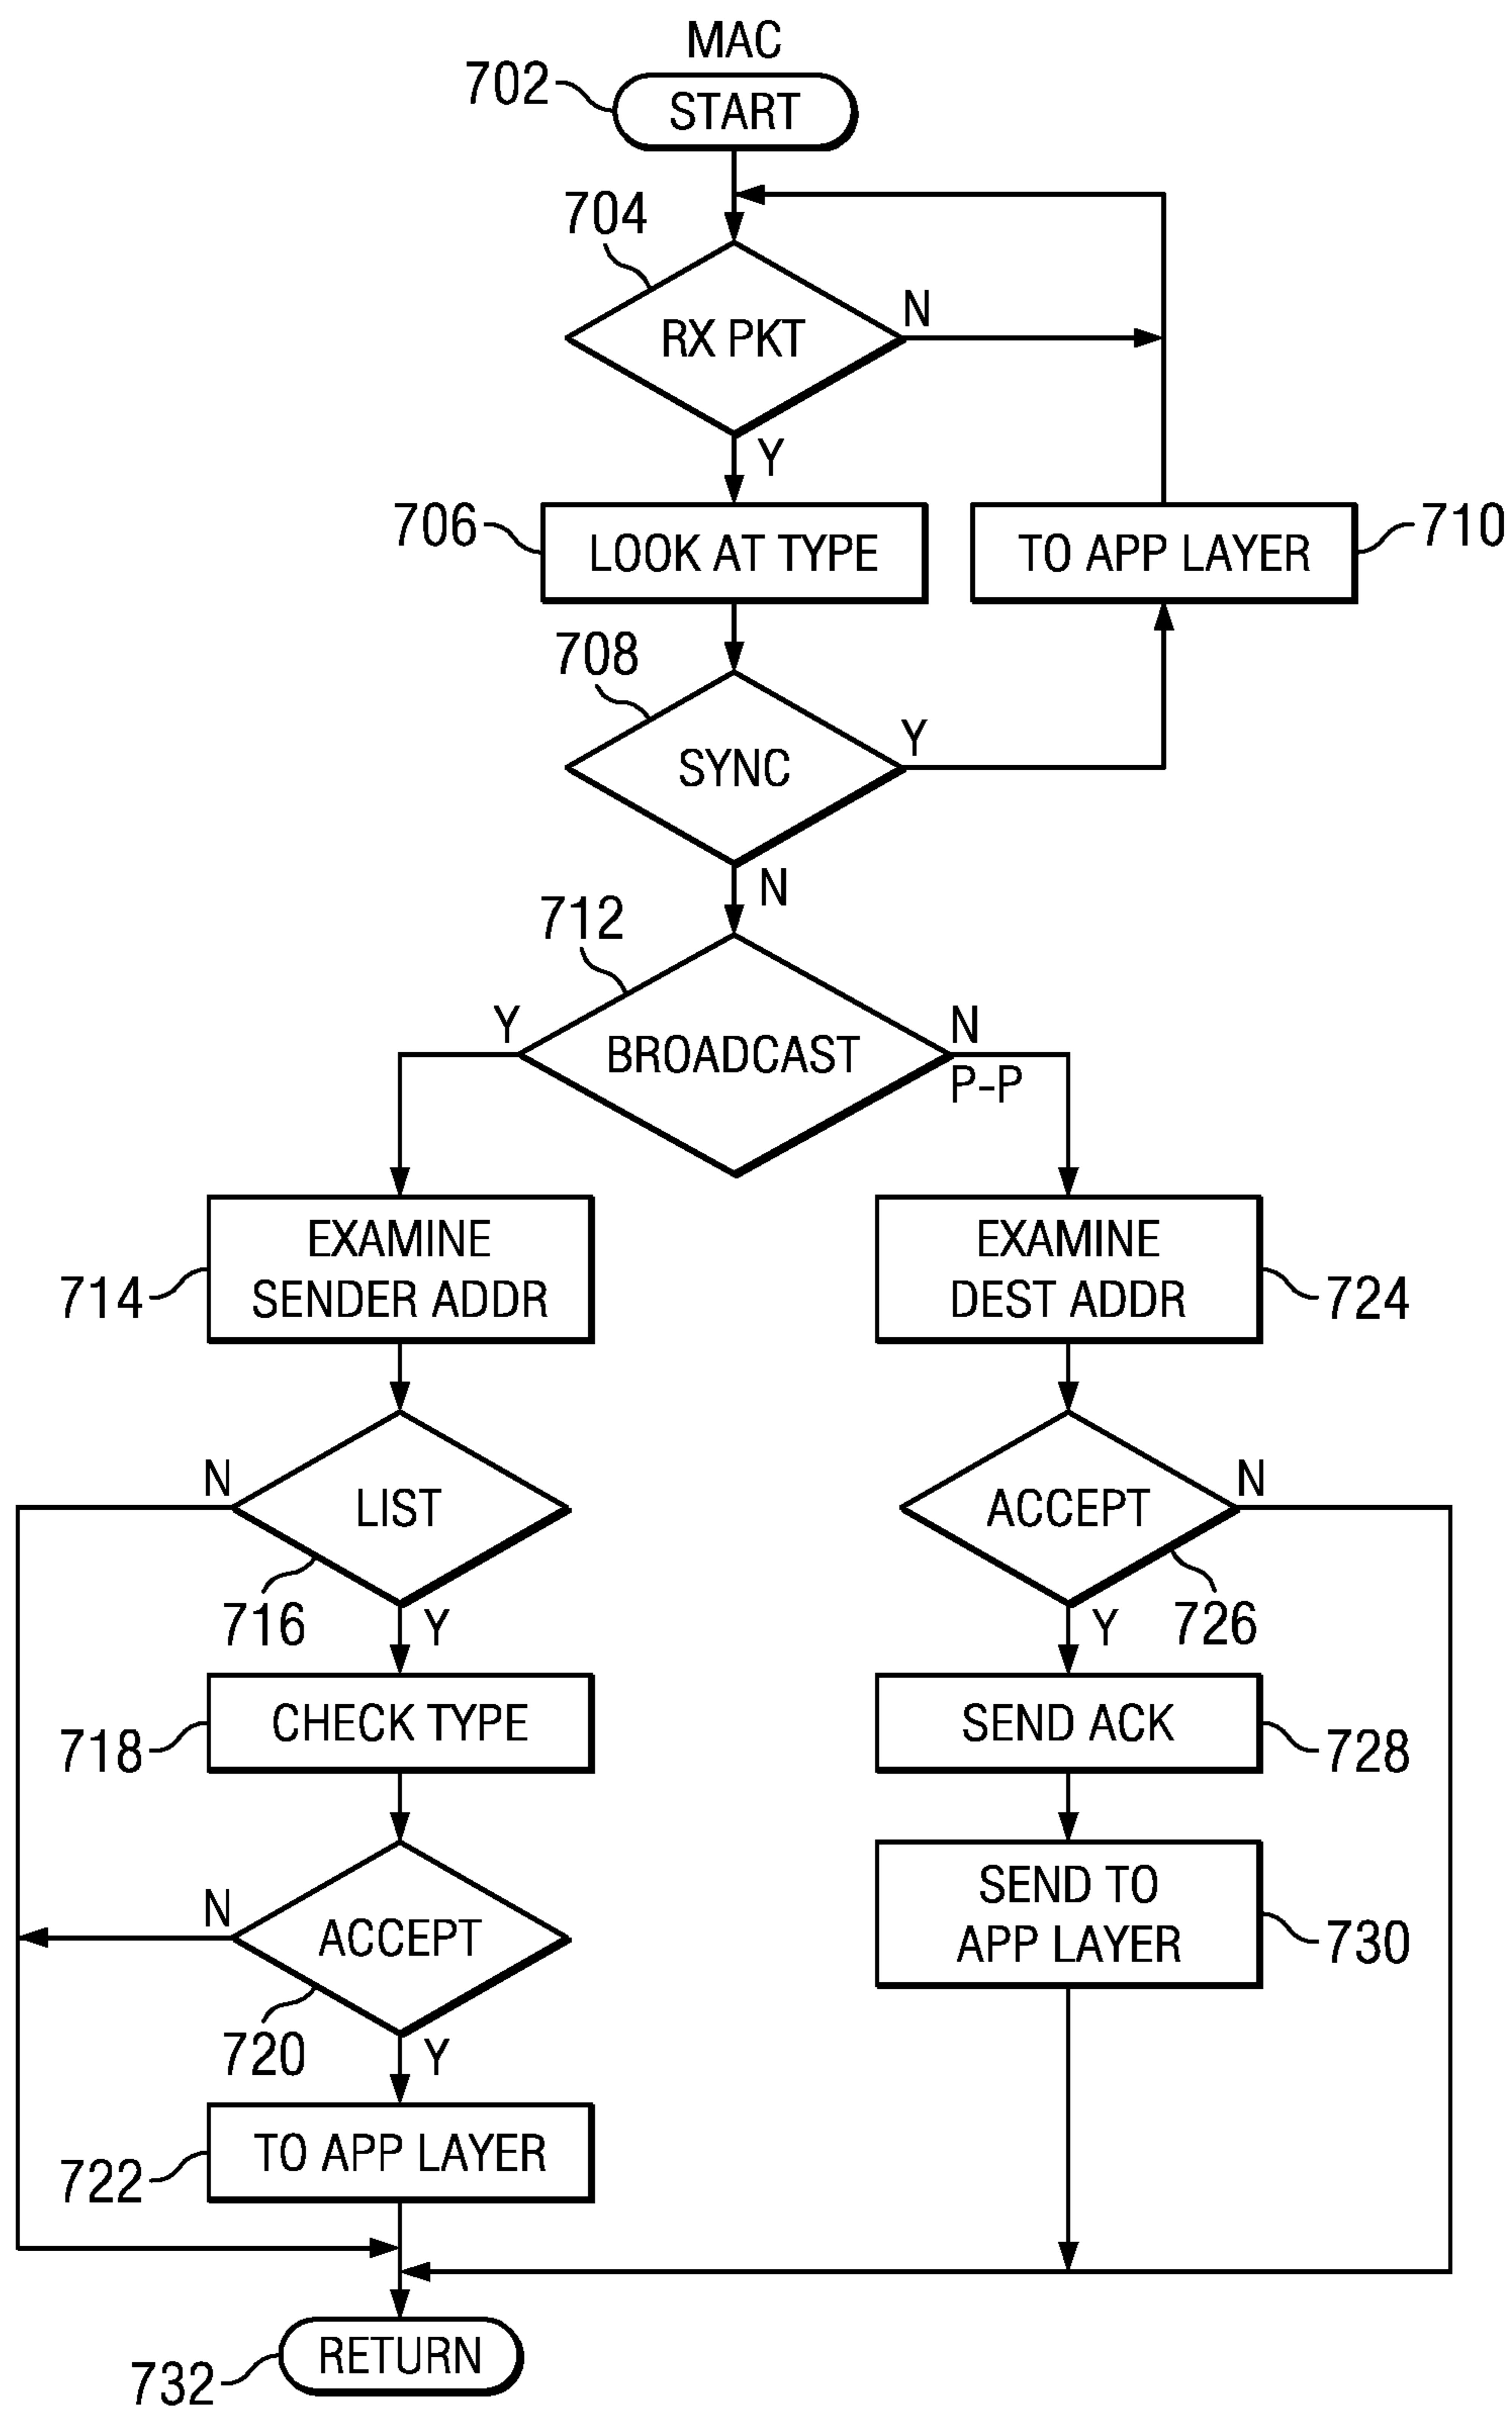 MAC
702
START
704
RX PKT
N
Y
706
LOOK AT TYPE
TO APP LAYER
710
708
SYNC
Y
N
712
Y
BROADCAST
N
P-P
714
EXAMINE
SENDER ADDR
EXAMINE
DEST ADDR
724
N
LIST
716
Y
ACCEPT
N
726
Y
718
CHECK TYPE
SEND ACK
728
N
ACCEPT
720
Y
SEND TO
APP LAYER
730
722
TO APP LAYER
732
RETURN